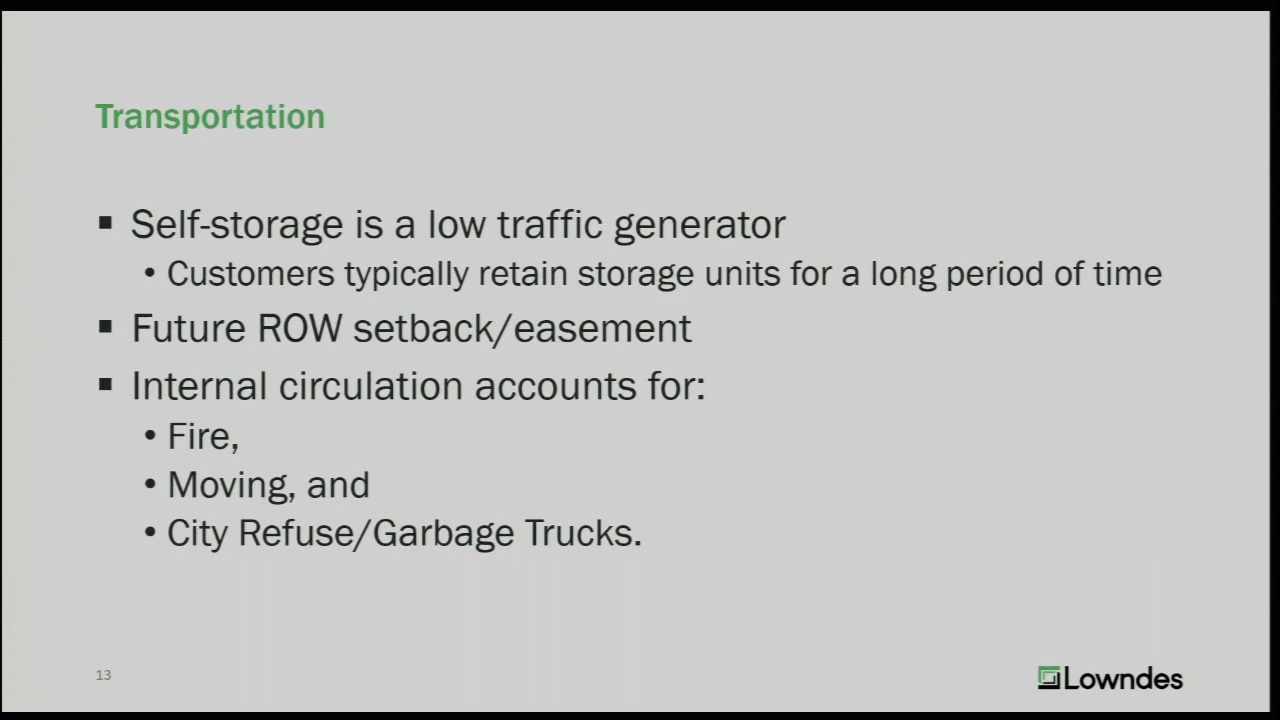 Transportation
▪ Self-storage is a low traffic generator
• Customers typically retain storage units for a long period of time
▪ Future ROW setback/easement
▪ Internal circulation accounts for:
• Fire,
• Moving, and
• City Refuse/Garbage Trucks.
13
Lowndes